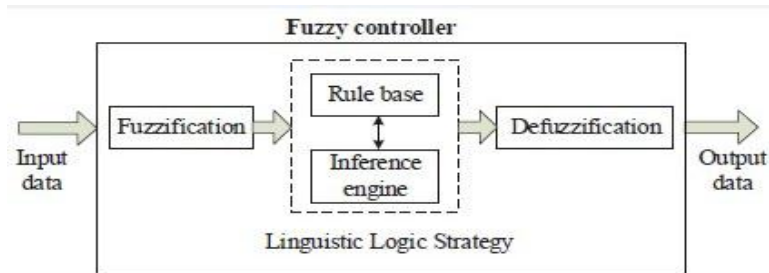 Fuzzy controller
Input
data
Fuzzification
Rule base
Inference
engine
Defuzzification
Output
data
Linguistic Logic Strategy